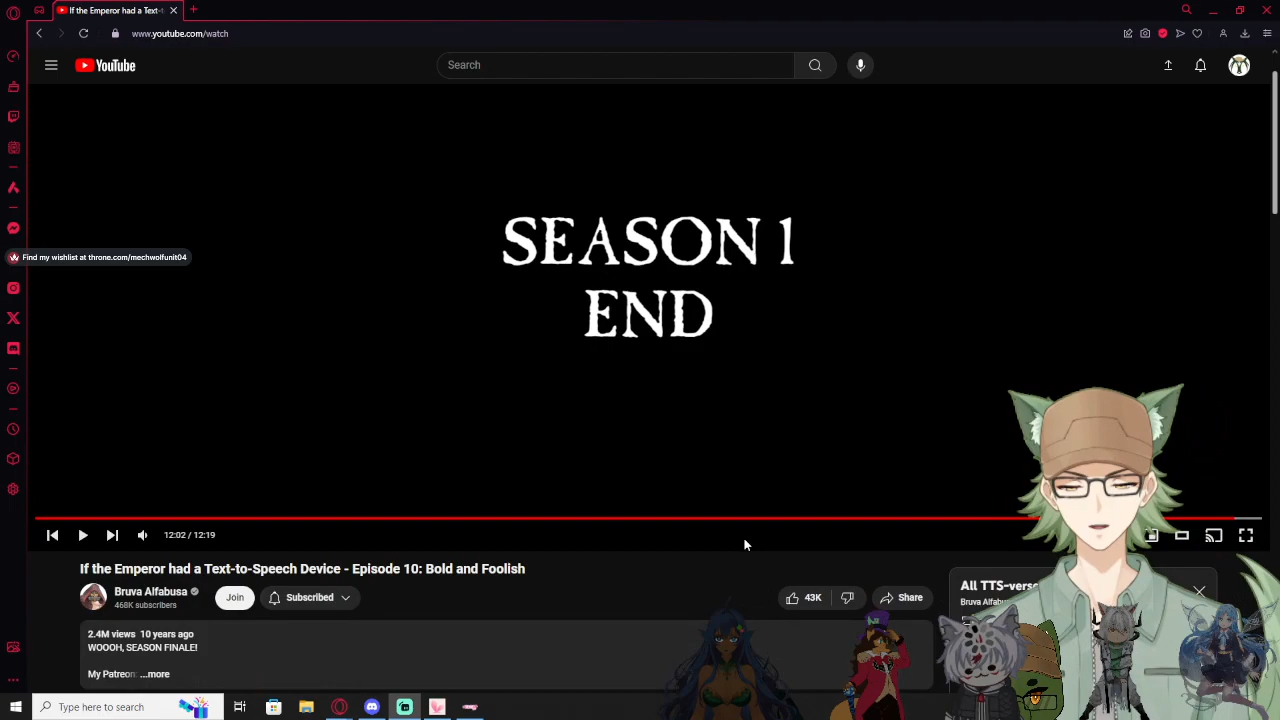 If the Emperor had a Text-t
www.youtube.com/watch
YouTube
Search
SEASON 1
END
Find my wishlist at throne.com/mechwolfunit04
12:02 / 12:19
If the Emperor had a Text-to-Speech Device - Episode 10: Bold and Foolish
Bruva Alfabusa
468K subscribers
Join
Subscribed
43K
Share
All TTS-vers
Bruva Alfabu
2.4M views 10 years ago
WOOOH, SEASON FINALE!
My Patreon: ...more
Type here to search